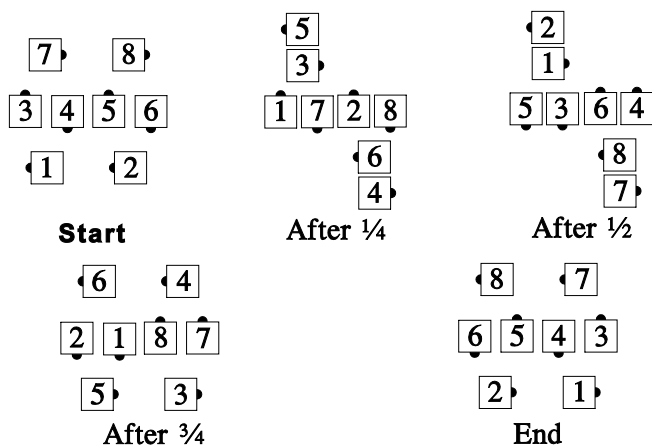 7 8
3 4 5 6
1 2
Start
5
3
1 7 2 8
6
4
After ¼
2
1
5 3 6 4
8
7
After ½
6 4
2 1 8 7
5 3
After ¾
8 7
6 5 4 3
2 1
End